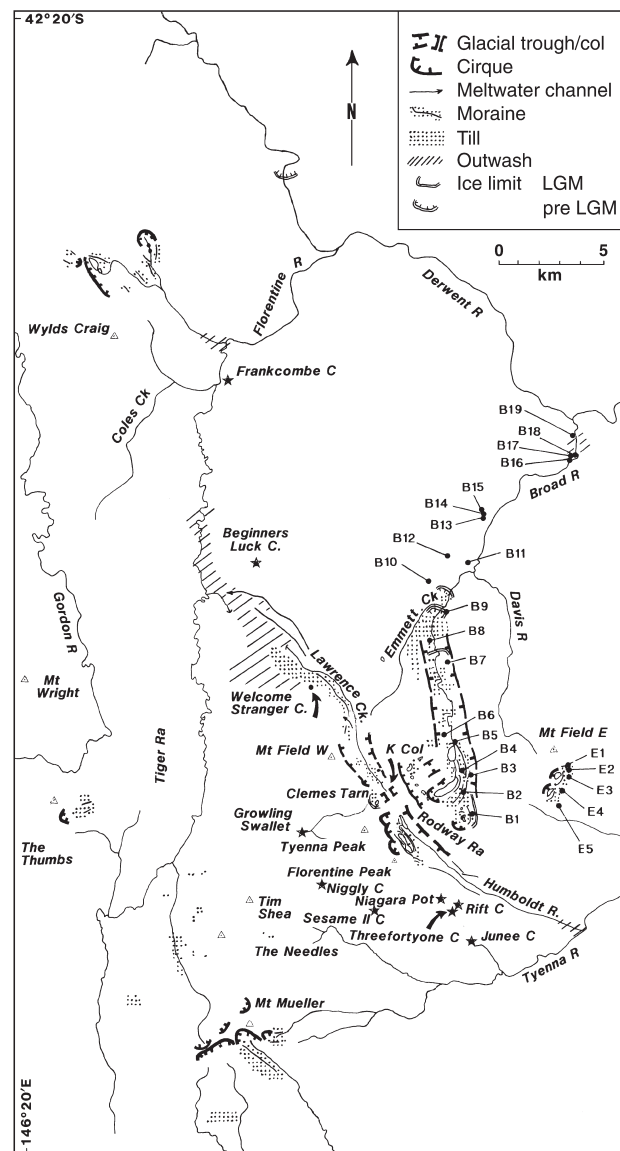 42°20'S
Glacial trough/col
Cirque
Meltwater channel
Moraine
Till
Outwash
Ice limit LGM
pre LGM
N
0 5
km
Florentine R
Derwent R
Wylds Craig
Frankcombe C
Coles Ck
B19
B18
B17
B16
Broad R
B15
B14
B13
B12
B11
B10
Beginners
Luck C.
Gordon R
Emmett Ck
Davis R
B9
B8
B7
Lawrence Ck
Mt
Wright
Welcome
Stranger C.
B6
B5
Mt Field E
Tiger Ra
Mt Field W
K Col
B4
B3
E1
E2
E3
Clemes Tarn
B2
E4
Growling
Swallet
B1
Rodway Ra
E5
The
Thumbs
Tyenna Peak
Florentine Peak
Niggly C
Humboldt R.
Tim
Shea
Niagara Pot
Rift C
Sesame II C
Threefortyone C
Junee C
The Needles
Tyenna R
Mt Mueller
146°20'E